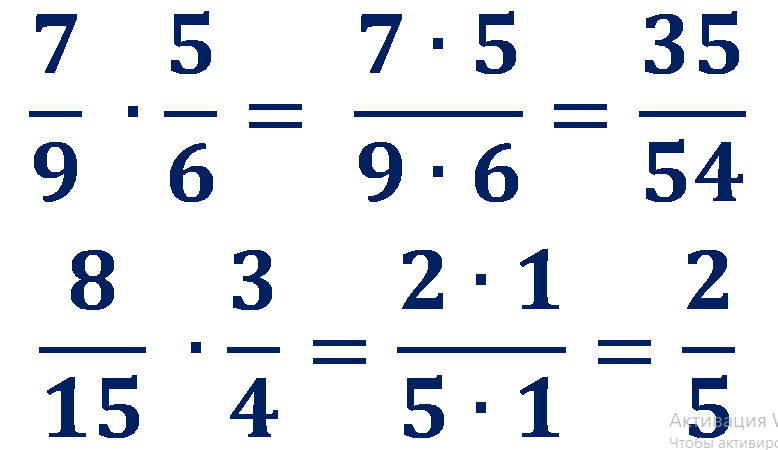 7/9 · 5/6 = 7 · 5/9 · 6 = 35/54
8/15 · 3/4 = 2 · 1/5 · 1 = 2/5
Активация
Чтобы